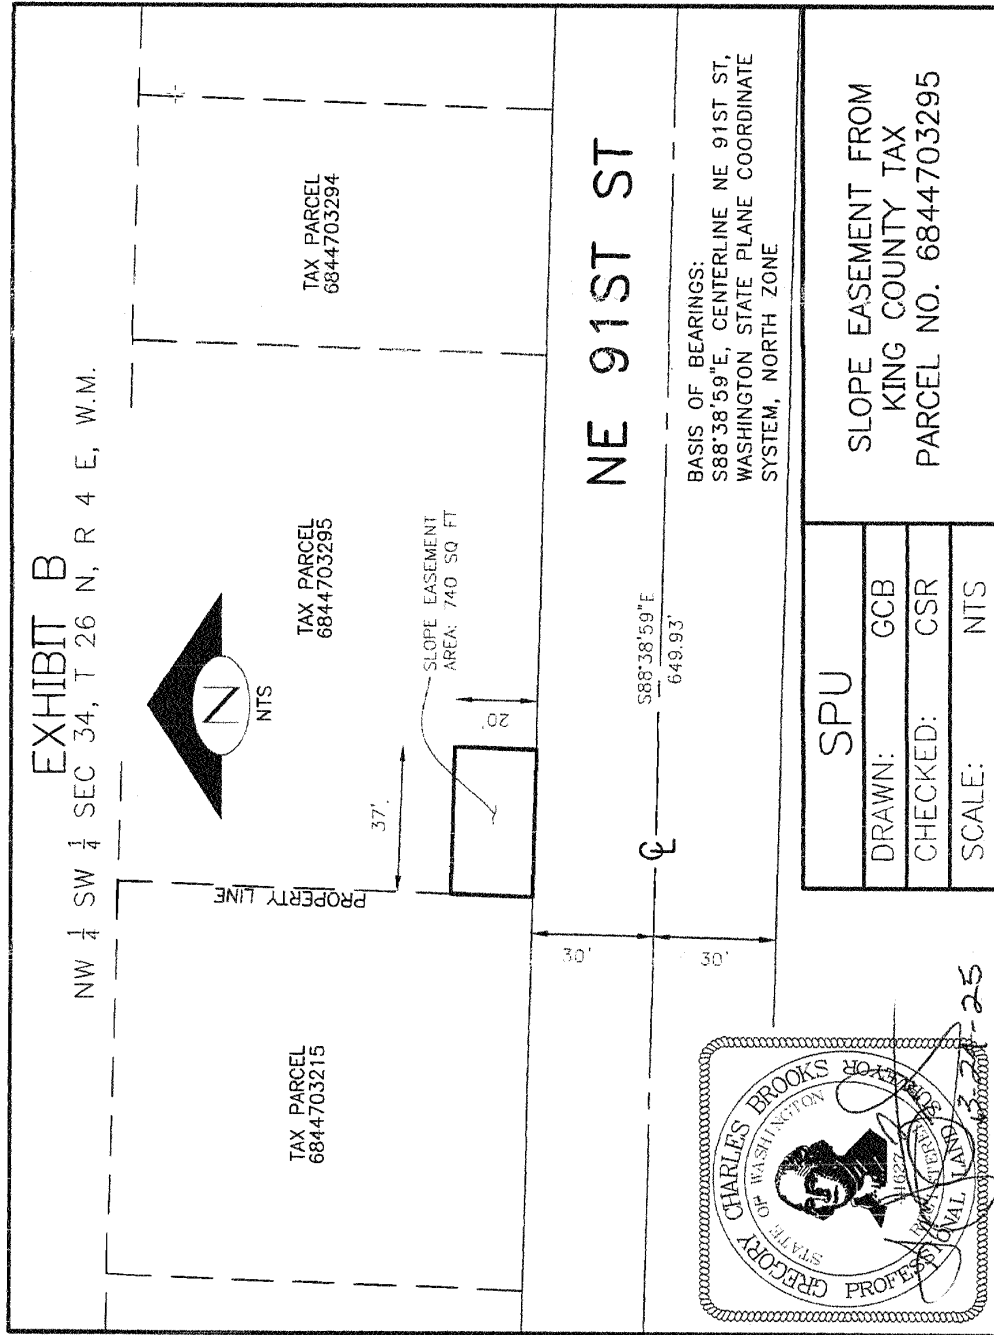 EXHIBIT B
NW 1/4 SW 1/4 SEC 34, T 26 N, R 4 E, W.M.
N
NTS
TAX PARCEL
6844703215
PROPERTY LINE
TAX PARCEL
6844703295
TAX PARCEL
6844703294
37'.
20'
SLOPE EASEMENT
AREA: 740 SQ FT
30'
30'
NE 91ST ST
S88°38'59"E
649.93'
CL
BASIS OF BEARINGS:
S88°38'59"E, CENTERLINE NE 91ST ST,
WASHINGTON STATE PLANE COORDINATE
SYSTEM, NORTH ZONE
GREGORY CHARLES BROOKS
STATE OF WASHINGTON
PROFESSIONAL LAND SURVEYOR
SPU
DRAWN: GCB
CHECKED: CSR
SCALE: NTS
SLOPE EASEMENT FROM
KING COUNTY TAX
PARCEL NO. 6844703295